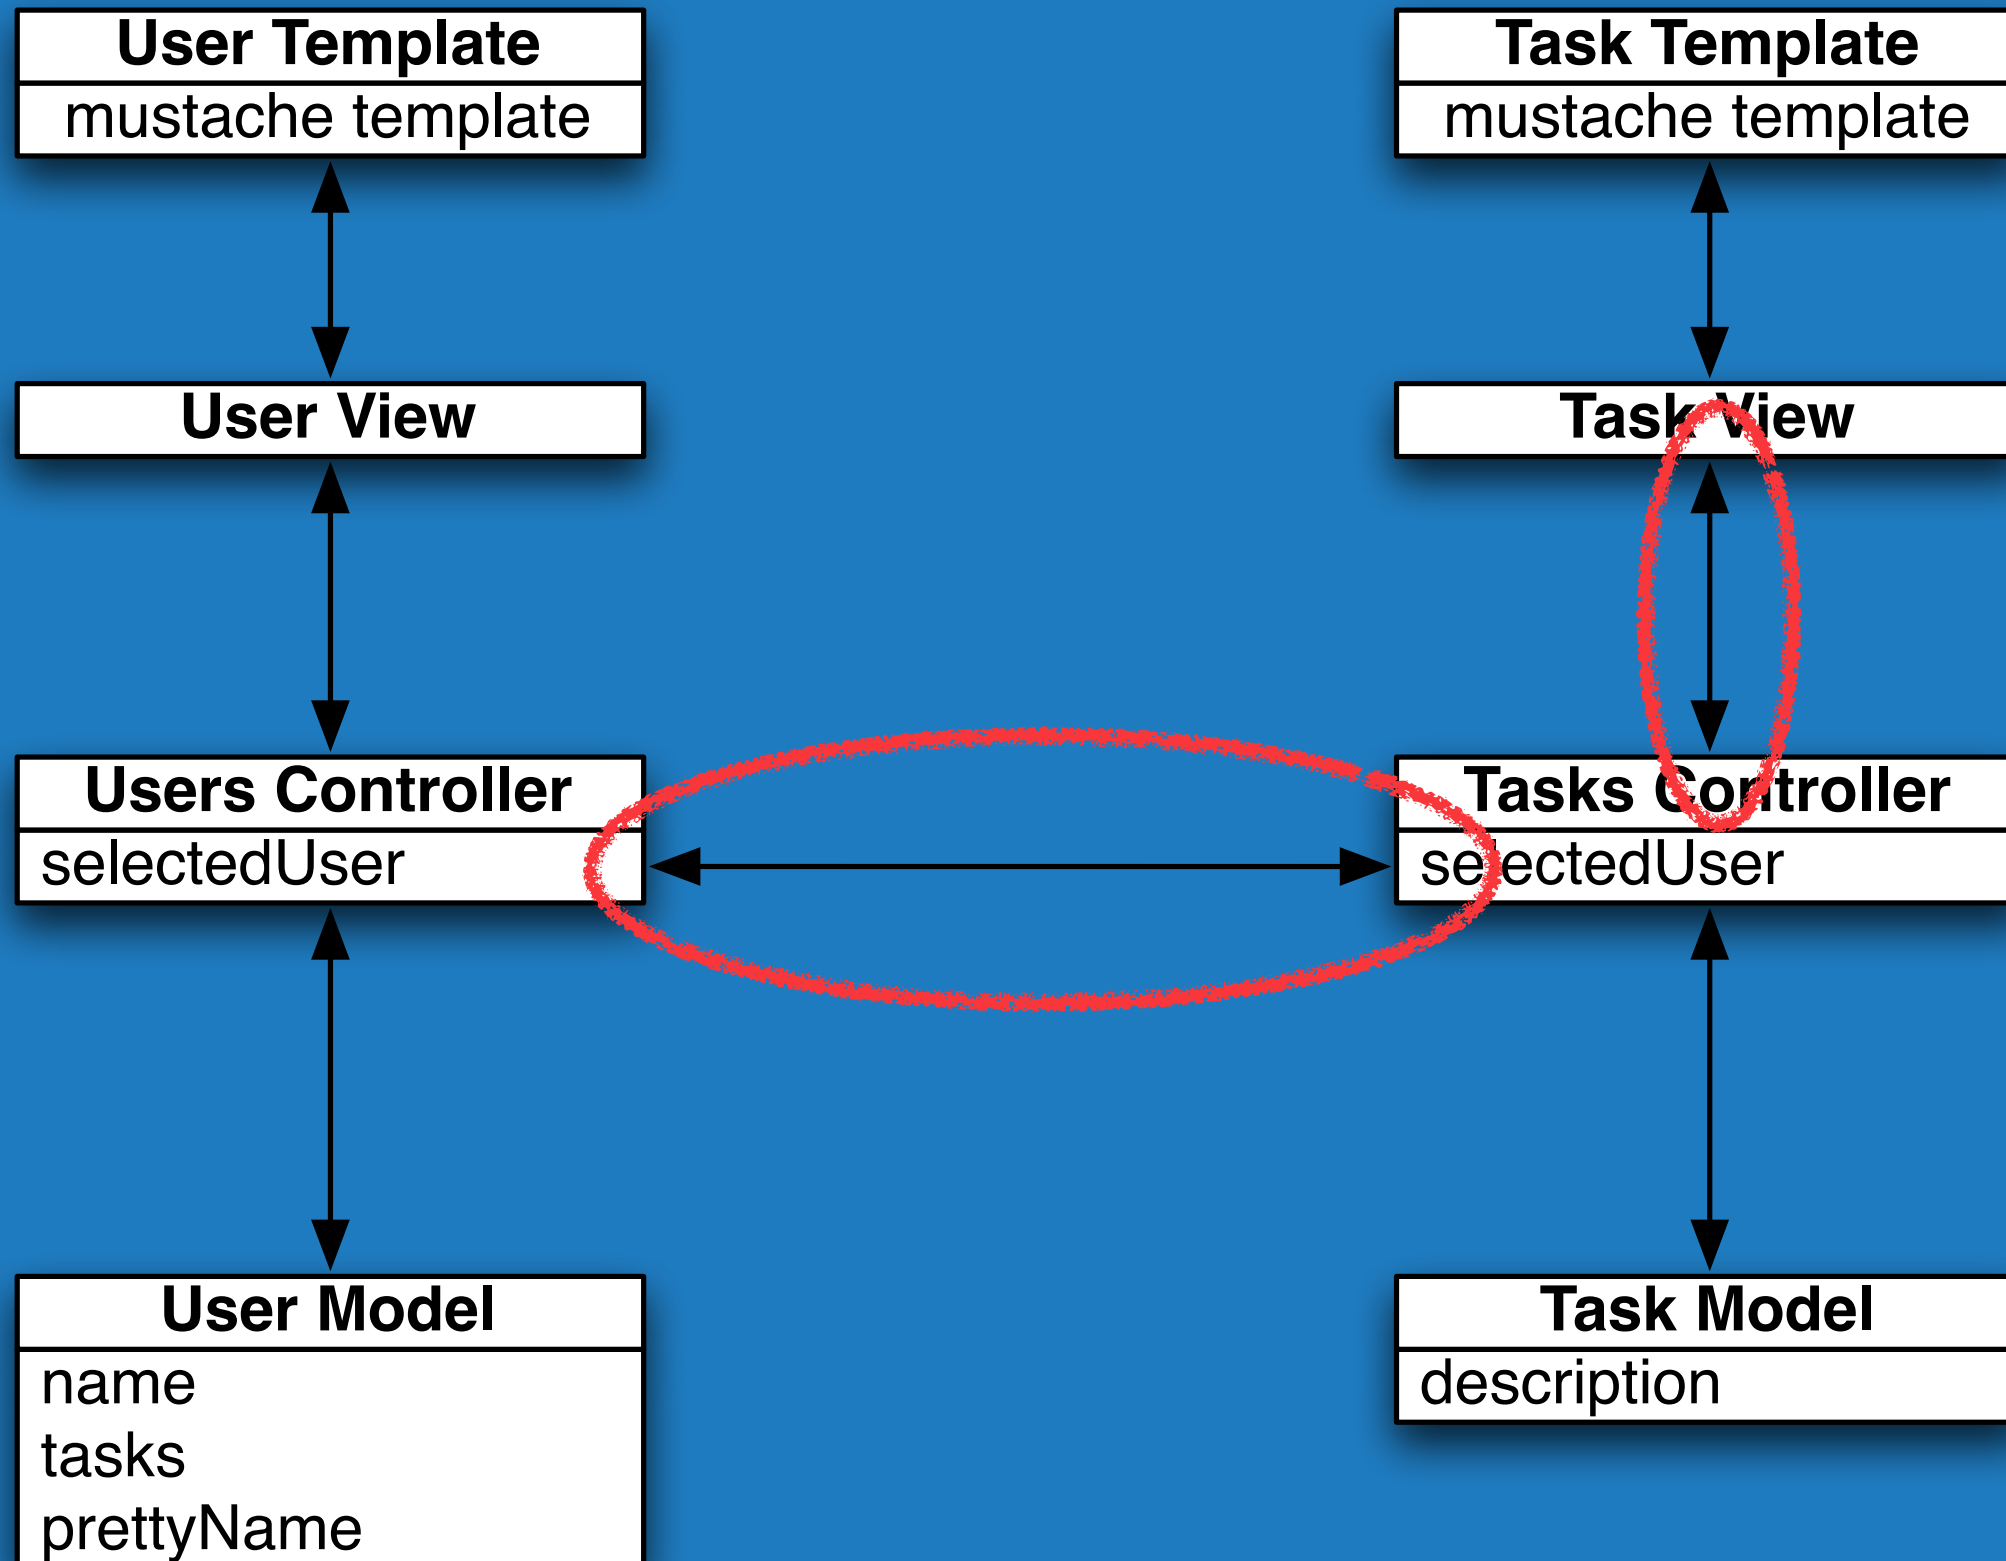 User Template
mustache template
Task Template
mustache template
User View
Task View
Users Controller
selectedUser
Tasks Controller
selectedUser
User Model
name
tasks
prettyName
Task Model
description